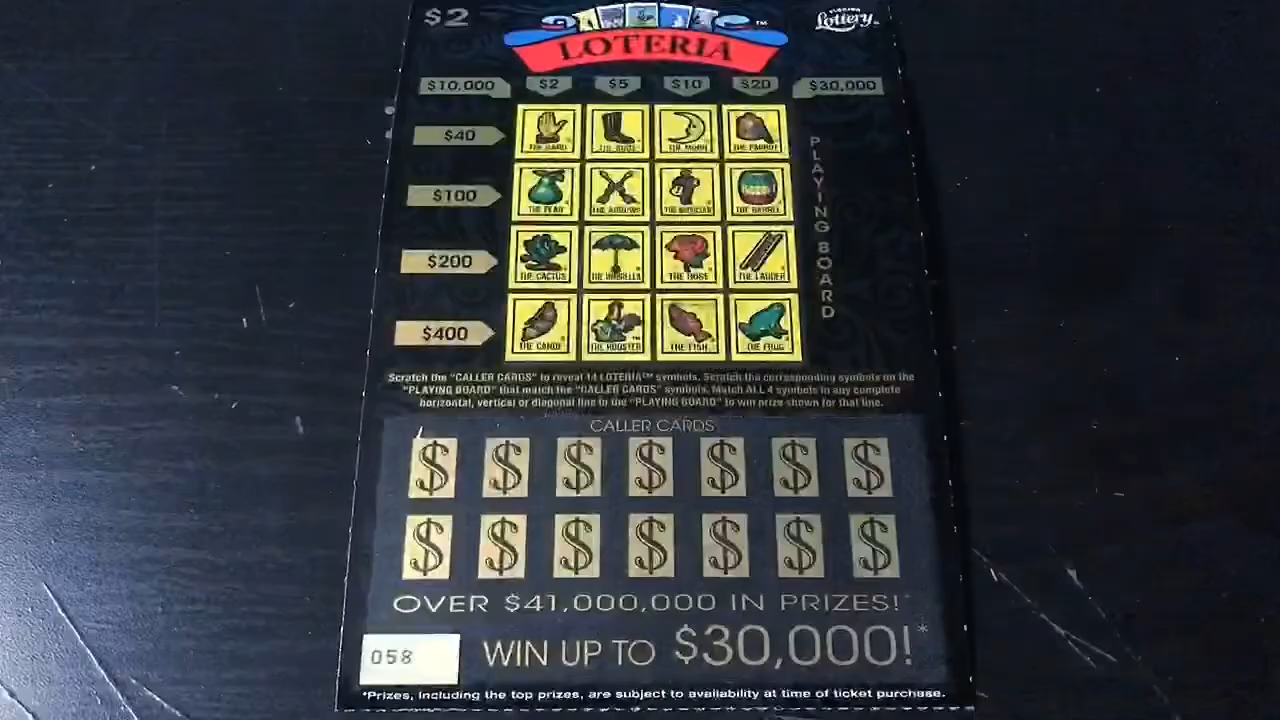 $2
LOTERIA™
FLORIDA
Lottery
$10,000 $2 $5 $10 $20 $30,000
$40
THE HAND THE BOOT THE MOON THE PARROT
$100
THE PEAR THE ARROWS THE MUSICIAN THE BARREL
$200
THE CACTUS THE UMBRELLA THE ROSE THE LADDER
$400
THE CANOE THE ROOSTER THE FISH THE FROG
PLAYING BOARD
Scratch the "CALLER CARDS" to reveal 14 LOTERIA™ symbols. Scratch the corresponding symbols on the
"PLAYING BOARD" that match the "CALLER CARDS" symbols. Match ALL 4 symbols in any complete
horizontal, vertical or diagonal line in the "PLAYING BOARD" to win prize shown for that line.
CALLER CARDS
$ $ $ $ $ $ $
$ $ $ $ $ $ $
OVER $41,000,000 IN PRIZES!*
058
WIN UP TO $30,000!*
*Prizes, including the top prizes, are subject to availability at time of ticket purchase.